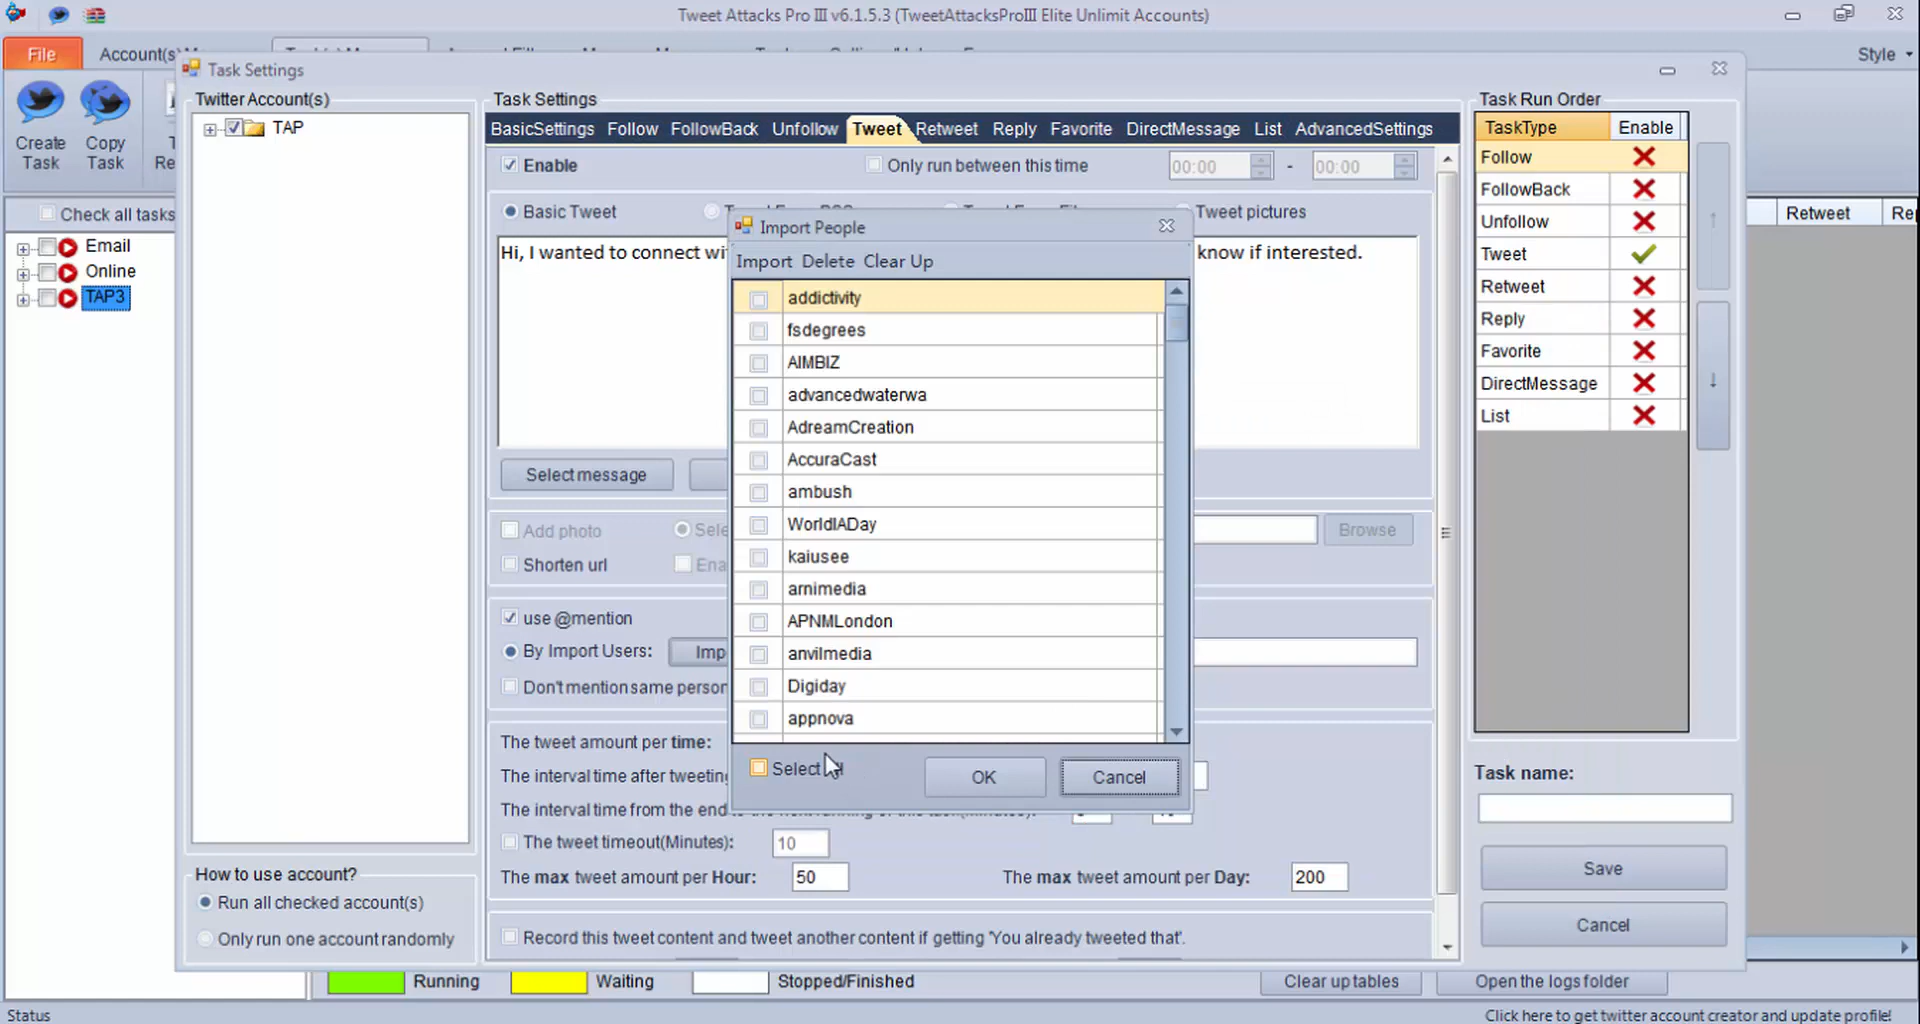 Tweet Attacks Pro III v6.1.5.3 (TweetAttacksProIII Elite Unlimit Accounts)
File
Account(s)
Style
Create Task
Copy Task
Check all tasks
Email
Online
TAP3
Retweet
Task Settings
Twitter Account(s)
TAP
How to use account?
Run all checked account(s)
Only run one account randomly
Task Settings
BasicSettings Follow FollowBack Unfollow Tweet Retweet Reply Favorite DirectMessage List AdvancedSettings
Enable
Only run between this time
00:00 - 00:00
Basic Tweet
Tweet pictures
Hi, I wanted to connect
know if interested.
Select message
Add photo
Browse
Shorten url
use @mention
By Import Users:
Don't mention same person
The tweet amount per time:
The interval time after tweeting
The interval time from the end
The tweet timeout(Minutes): 10
The max tweet amount per Hour: 50
The max tweet amount per Day: 200
Record this tweet content and tweet another content if getting 'You already tweeted that'.
Import People
Import Delete Clear Up
addictivity
fsdegrees
AIMBIZ
advancedwaterwa
AdreamCreation
AccuraCast
ambush
WorldIADay
kaiusee
arnimedia
APNMLondon
anvilmedia
Digiday
appnova
Select
OK
Cancel
Task Run Order
TaskType Enable
Follow
FollowBack
Unfollow
Tweet
Retweet
Reply
Favorite
DirectMessage
List
Task name:
Save
Cancel
Running
Waiting
Stopped/Finished
Clear up tables
Open the logs folder
Status
Click here to get twitter account creator and update profile!